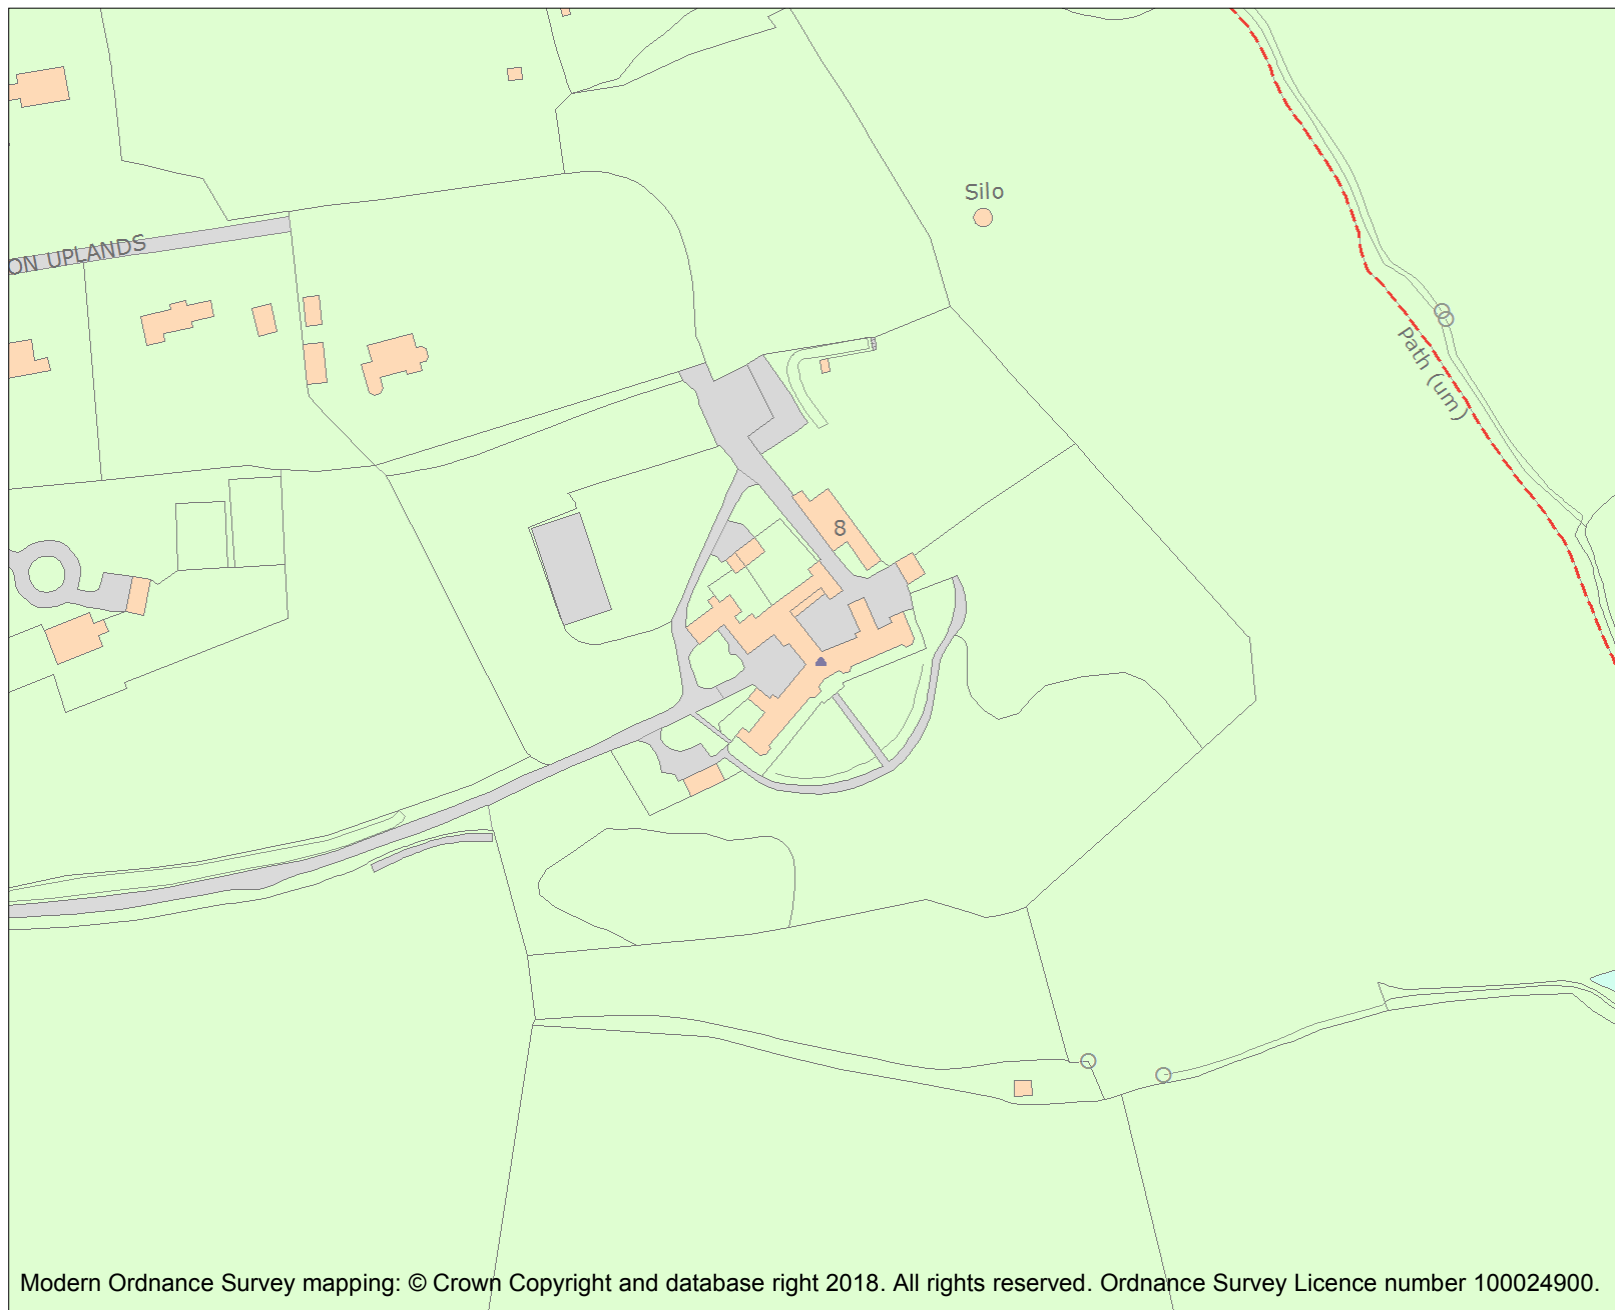 Silo
ON UPLANDS
Path (um)
8
Modern Ordnance Survey mapping: © Crown Copyright and database right 2018. All rights reserved. Ordnance Survey Licence number 100024900.